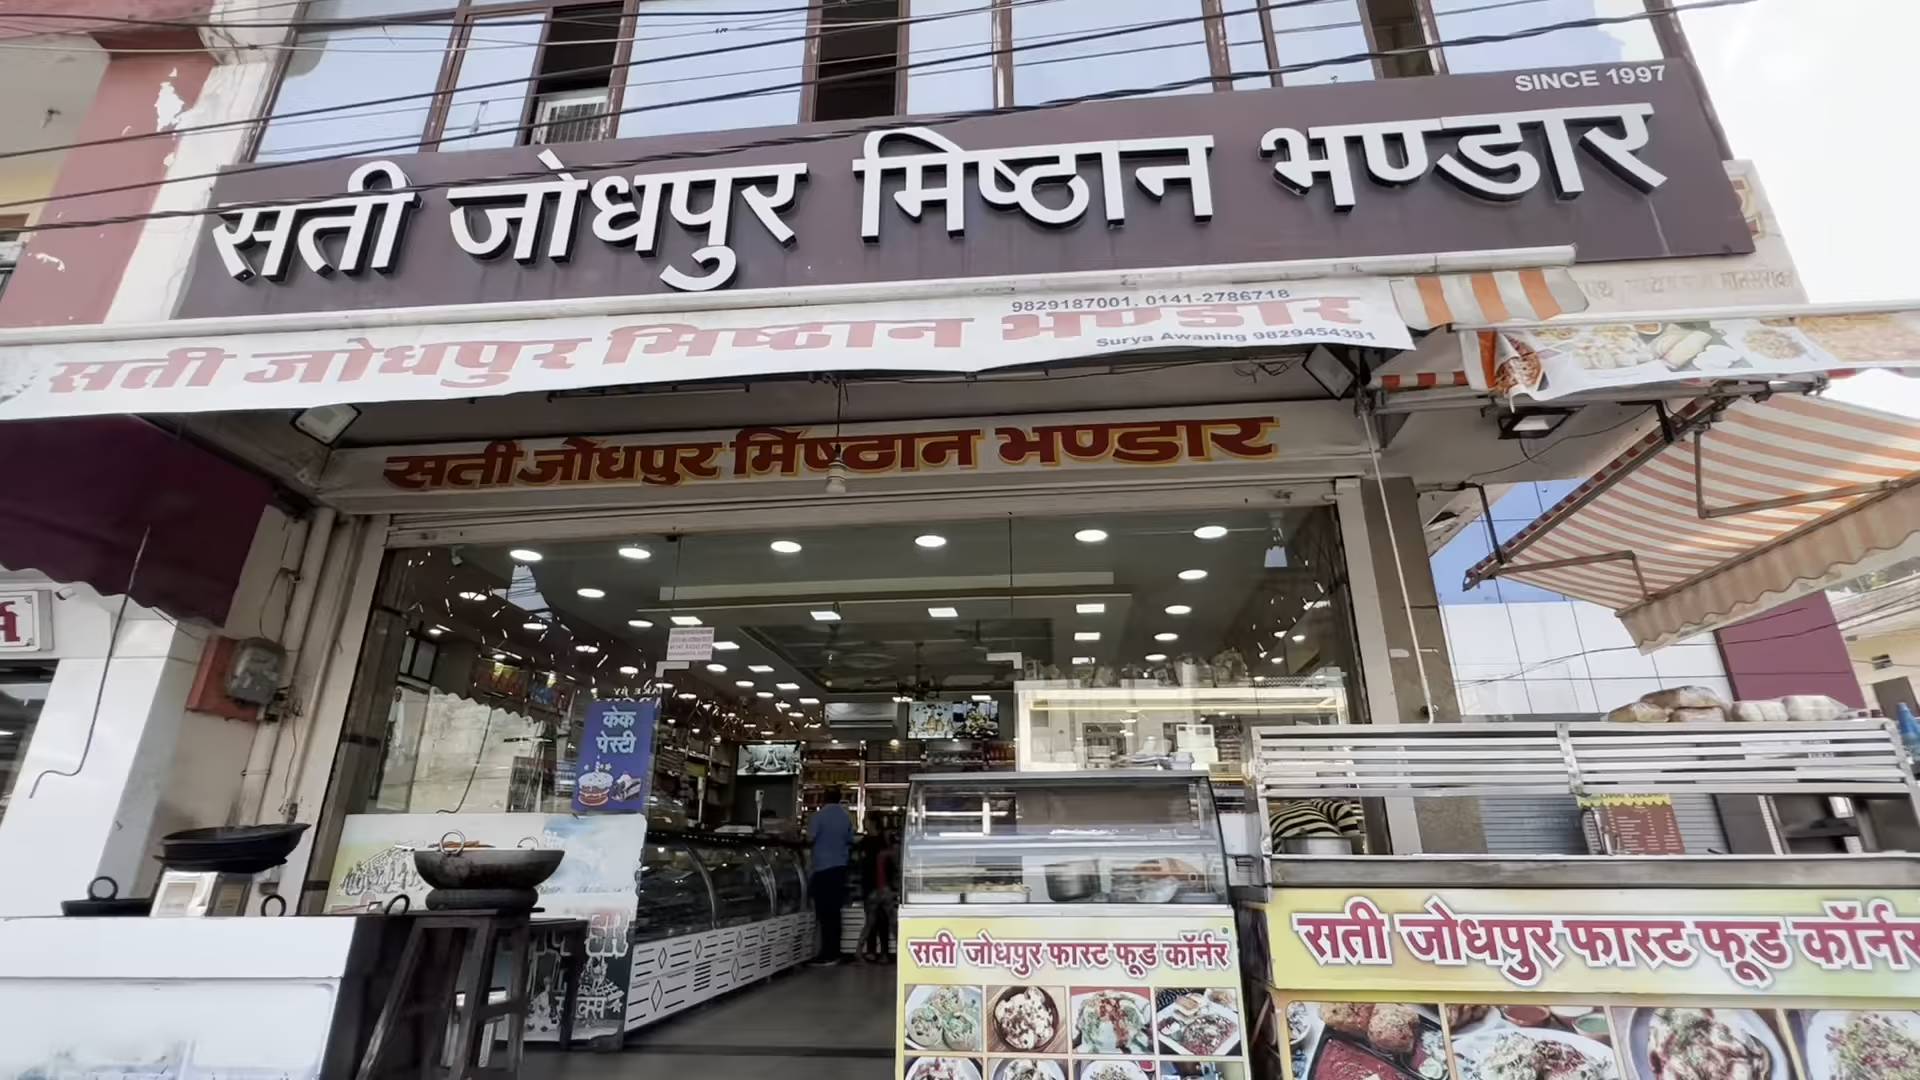 SINCE 1997
सती जोधपुर मिष्ठान भण्डार
9829187001, 0141-2786718
सती जोधपुर मिष्ठान भण्डार
Surya Awaning 9829454391
सती जोधपुर मिष्ठान भण्डार
केक
पेस्टी
सती जोधपुर फास्ट फूड कॉर्नर
सती जोधपुर फास्ट फूड कॉर्नर